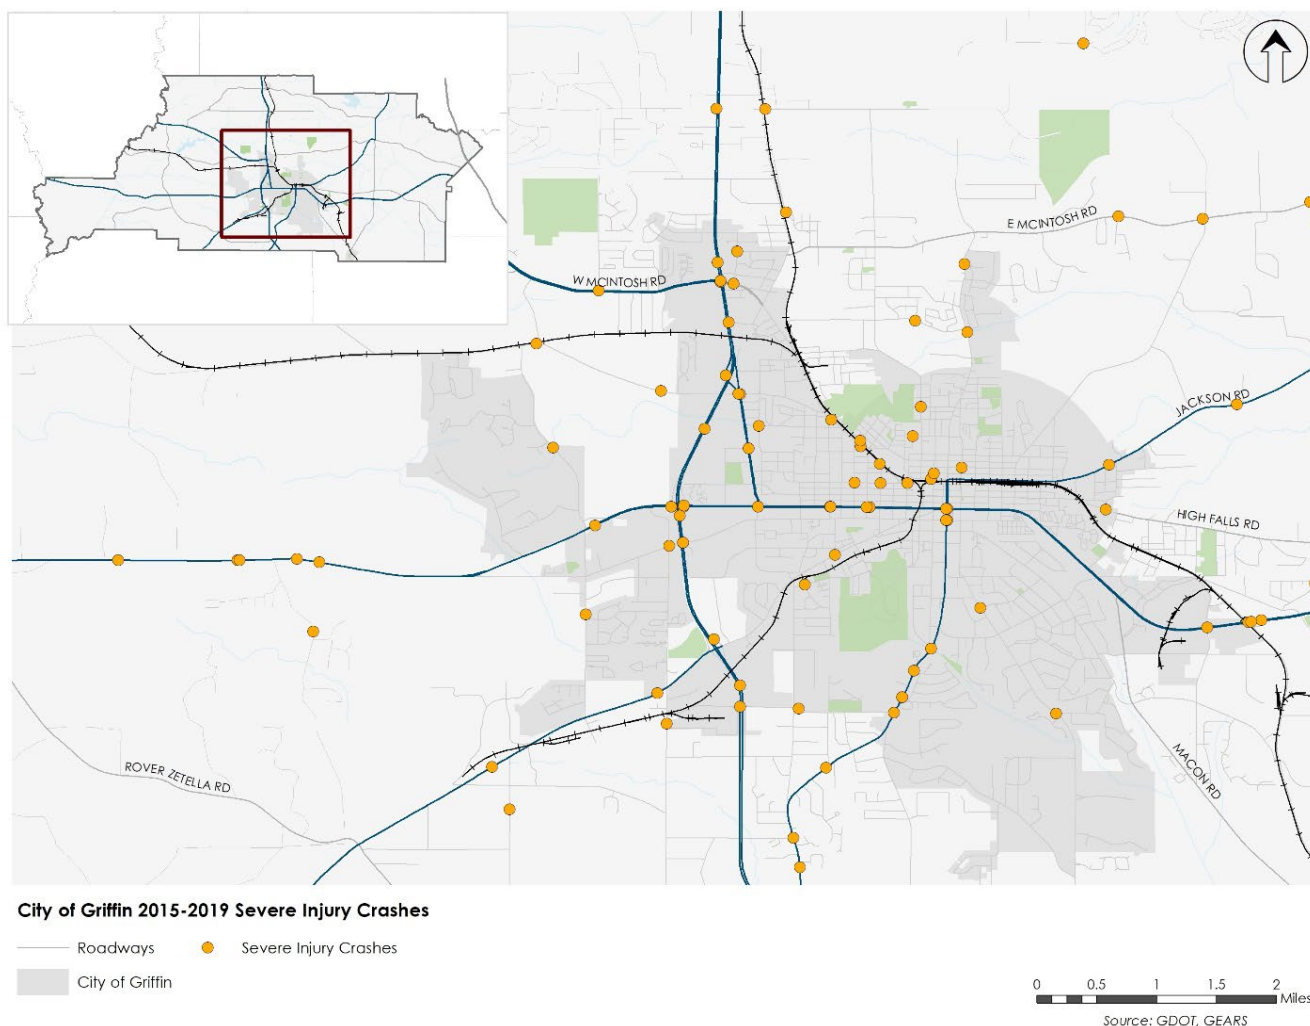 E MCINTOSH RD
W MCINTOSH RD
JACKSON RD
HIGH FALLS RD
ROVER ZETELLA RD
MACON RD
City of Griffin 2015-2019 Severe Injury Crashes
Roadways
Severe Injury Crashes
City of Griffin
0 0.5 1 1.5 2
Miles
Source: GDOT, GEARS